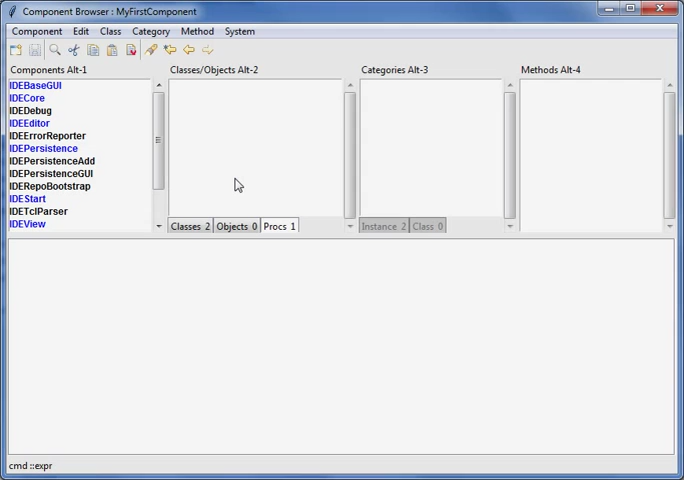 Component Browser : MyFirstComponent
Component Edit Class Category Method System
Components Alt-1
Classes/Objects Alt-2
Categories Alt-3
Methods Alt-4
IDEBaseGUI
IDECore
IDEDebug
IDEEditor
IDEErrorReporter
IDEPersistence
IDEPersistenceAdd
IDEPersistenceGUI
IDERepoBootstrap
IDEStart
IDETclParser
IDEView
Classes 2 Objects 0 Procs 1
Instance 2 Class 0
cmd ::expr